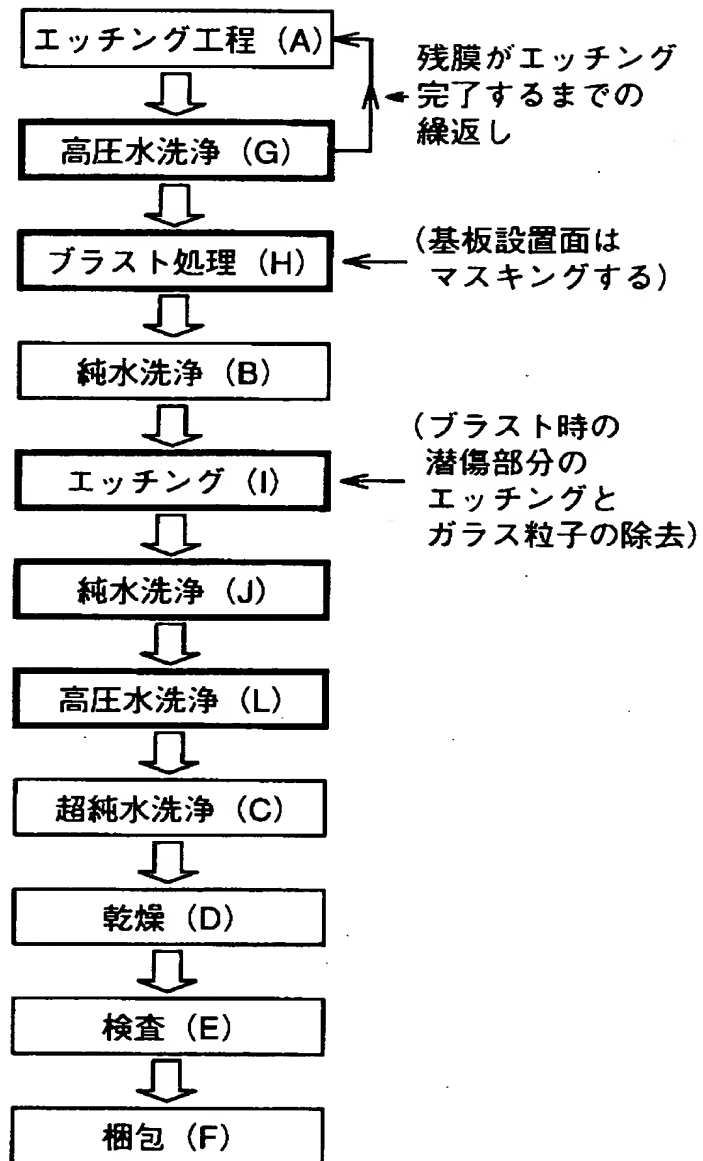 エッチング工程 (A)
残膜がエッチング
完了するまでの
繰返し
高圧水洗浄 (G)
ブラスト処理 (H)
(基板設置面は
マスキングする)
純水洗浄 (B)
(ブラスト時の
潜傷部分の
エッチングと
ガラス粒子の除去)
エッチング (I)
純水洗浄 (J)
高圧水洗浄 (L)
超純水洗浄 (C)
乾燥 (D)
検査 (E)
梱包 (F)